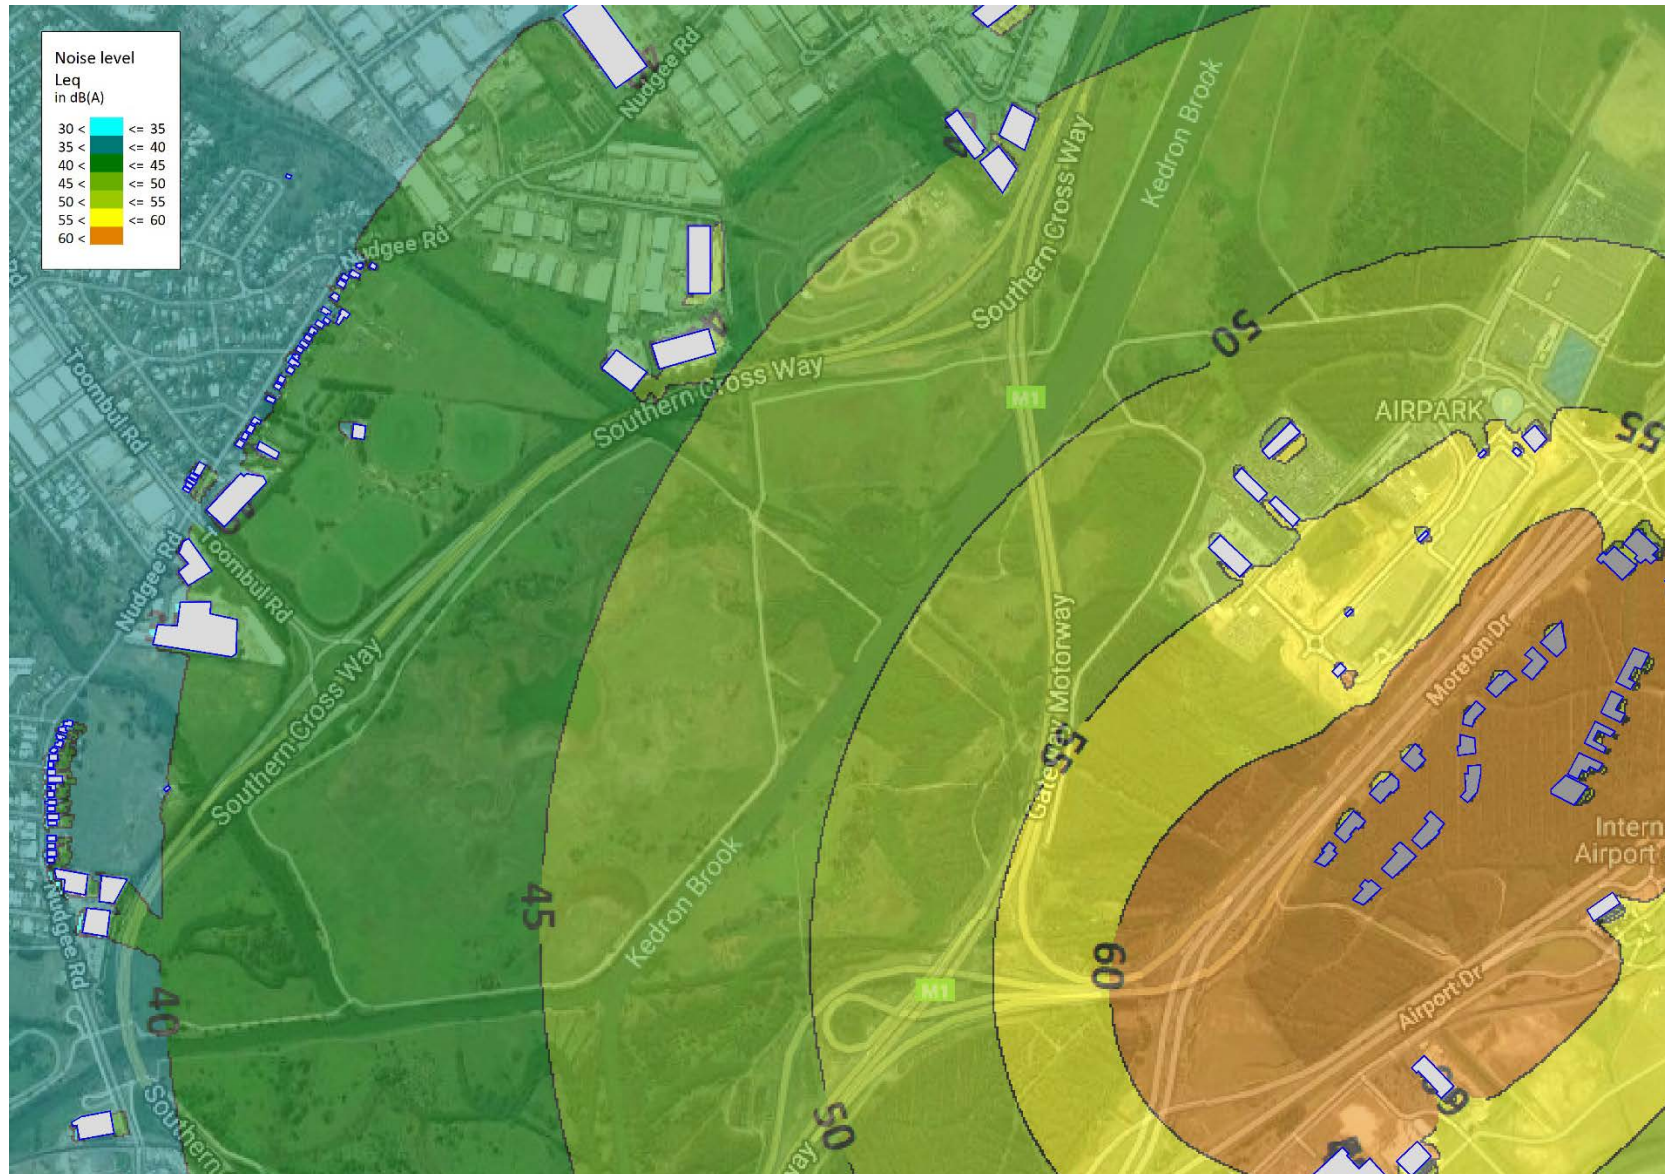 Noise level
Leq
in dB(A)
30 < <= 35
35 < <= 40
40 < <= 45
45 < <= 50
50 < <= 55
55 < <= 60
60 <
Nudgee Rd
Kedron Brook
Southern Cross Way
Nudgee Rd
50
M1
AIRPARK
P
55
Toombul Rd
Southern Cross Way
Nudgee Rd
Toombul Rd
Moreton Dr
Southern Cross Way
Gateway Motorway
55
Intern
Airport
45
Kedron Brook
Nudgee Rd
60
M1
Airport Dr
40
60
50
Southern
way